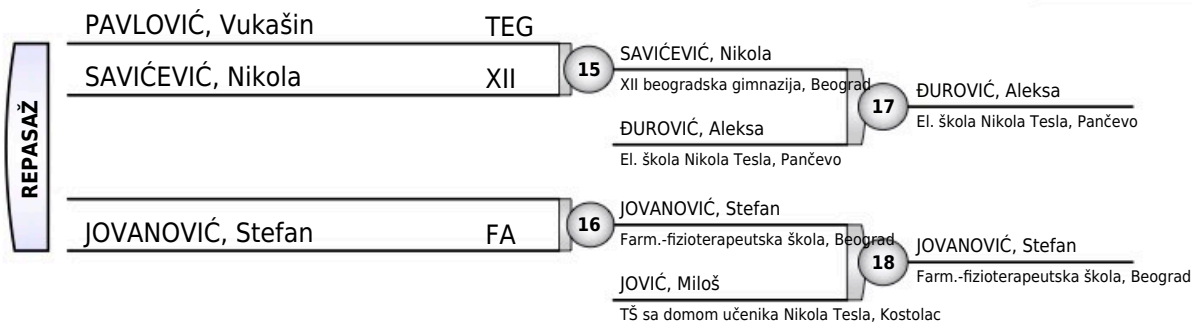 REPASAŽ
PAVLOVIĆ, Vukašin TEG
SAVIĆEVIĆ, Nikola XII
JOVANOVIĆ, Stefan FA
15
SAVIĆEVIĆ, Nikola
XII beogradska gimnazija, Beograd
ĐUROVIĆ, Aleksa
El. škola Nikola Tesla, Pančevo
16
JOVANOVIĆ, Stefan
Farm.-fizioterapeutska škola, Beograd
JOVIĆ, Miloš
TŠ sa domom učenika Nikola Tesla, Kostolac
17
ĐUROVIĆ, Aleksa
El. škola Nikola Tesla, Pančevo
18
JOVANOVIĆ, Stefan
Farm.-fizioterapeutska škola, Beograd